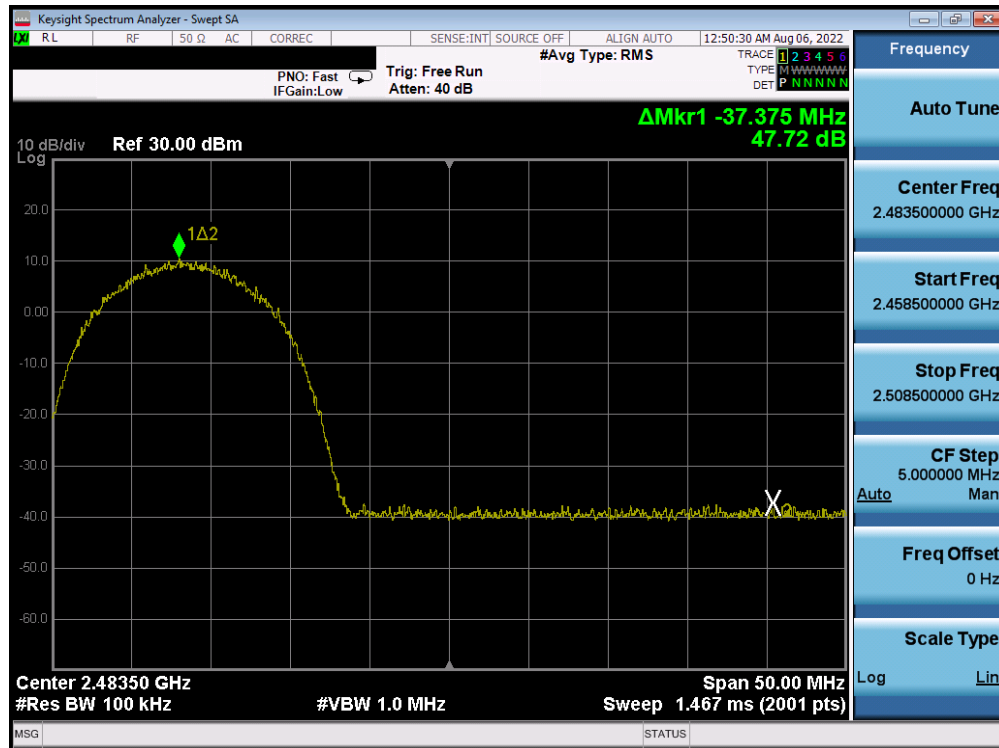 Keysight Spectrum Analyzer - Swept SA
LXI RL RF 50 Ω AC CORREC SENSE:INT SOURCE OFF ALIGN AUTO 12:50:30 AM Aug 06, 2022
#Avg Type: RMS TRACE 1 2 3 4 5 6
PNO: Fast Trig: Free Run TYPE M WWWWW
IFGain:Low Atten: 40 dB DET P N N N N N
ΔMkr1 -37.375 MHz
47.72 dB
10 dB/div Ref 30.00 dBm
Log
20.0
1Δ2
10.0
0.00
-10.0
-20.0
-30.0
X2
-40.0
-50.0
-60.0
Center 2.48350 GHz Span 50.00 MHz
#Res BW 100 kHz #VBW 1.0 MHz Sweep 1.467 ms (2001 pts)
MSG STATUS
Frequency
Auto Tune
Center Freq
2.483500000 GHz
Start Freq
2.458500000 GHz
Stop Freq
2.508500000 GHz
CF Step
5.000000 MHz
Auto Man
Freq Offset
0 Hz
Scale Type
Log Lin